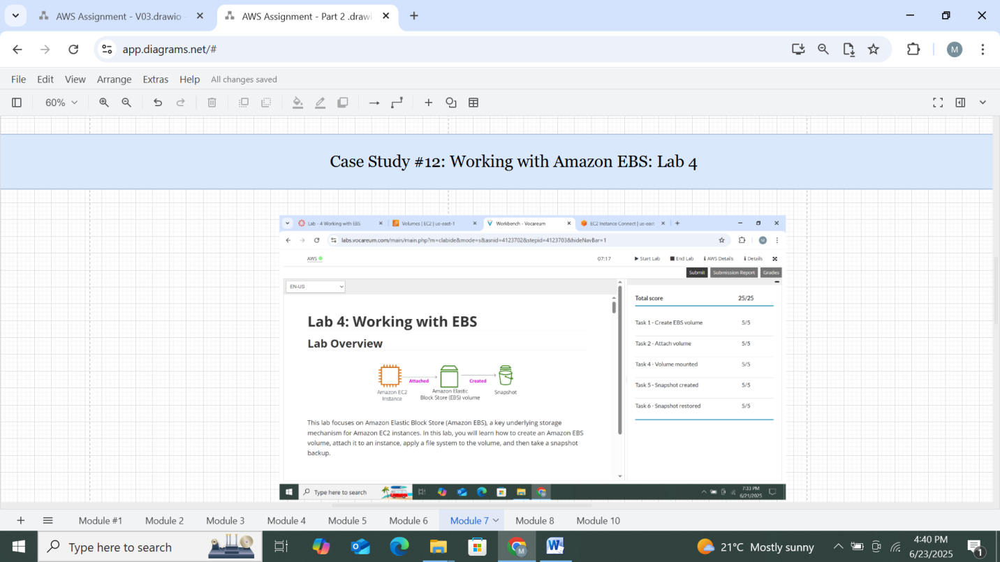 AWS Assignment - V03.drawio
AWS Assignment - Part 2 .drawi
app.diagrams.net/#
M
File Edit View Arrange Extras Help All changes saved
60%
Case Study #12: Working with Amazon EBS: Lab 4
Lab - 4 Working with EBS
Volumes | EC2 | us-east-1
Workbench - Vocareum
EC2 Instance Connect | us-east
labs.vocareum.com/main/main.php?m=clabide&mode=s&asnid=4123702&stepid=4123703&hideNavBar=1
M
AWS
07:17
Start Lab
End Lab
AWS Details
Details
Submit
Submission Report
Grades
EN-US
Lab 4: Working with EBS
Lab Overview
Attached
Created
Amazon EC2
Instance
Amazon Elastic
Block Store (EBS) volume
Snapshot
This lab focuses on Amazon Elastic Block Store (Amazon EBS), a key underlying storage
mechanism for Amazon EC2 instances. In this lab, you will learn how to create an Amazon EBS
volume, attach it to an instance, apply a file system to the volume, and then take a snapshot
backup.
Total score 25/25
Task 1 - Create EBS volume 5/5
Task 2 - Attach volume 5/5
Task 4 - Volume mounted 5/5
Task 5 - Snapshot created 5/5
Task 6 - Snapshot restored 5/5
Type here to search
7:33 PM
6/21/2025
Module #1 Module 2 Module 3 Module 4 Module 5 Module 6 Module 7 Module 8 Module 10
Type here to search
M
21°C Mostly sunny
4:40 PM
6/23/2025
1